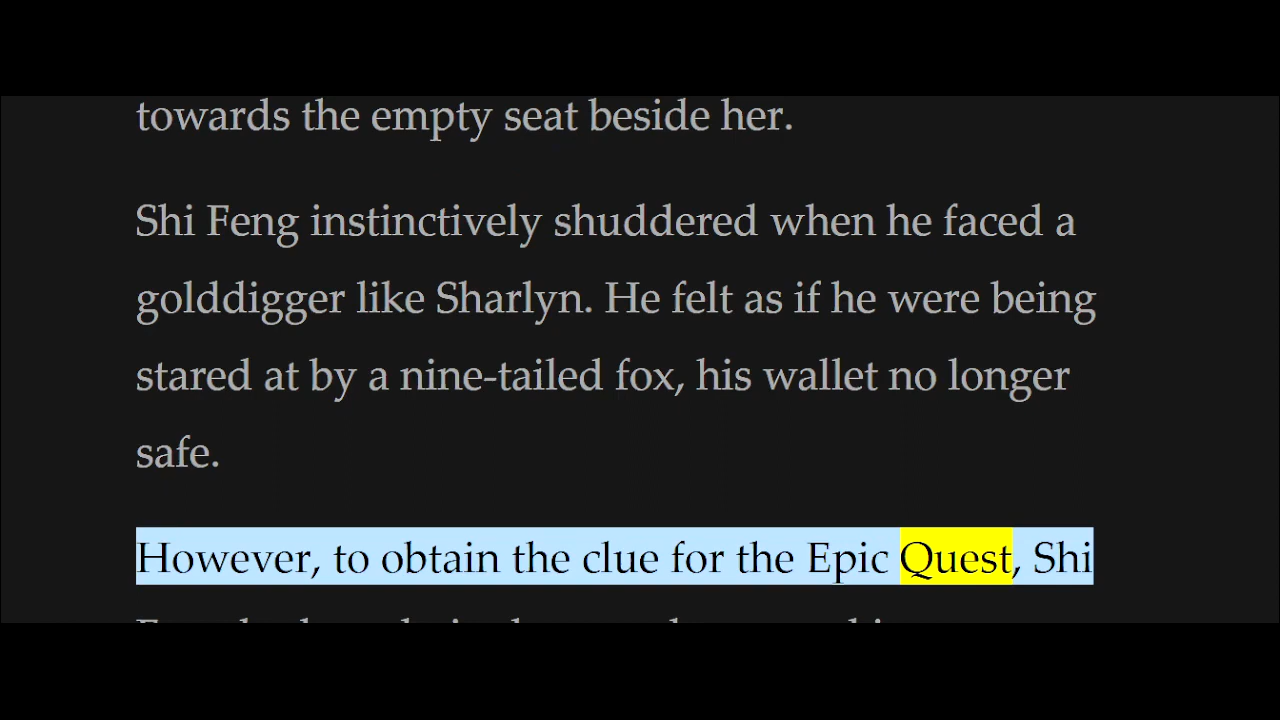 towards the empty seat beside her.
Shi Feng instinctively shuddered when he faced a
golddigger like Sharlyn. He felt as if he were being
stared at by a nine-tailed fox, his wallet no longer
safe.
However, to obtain the clue for the Epic Quest, Shi